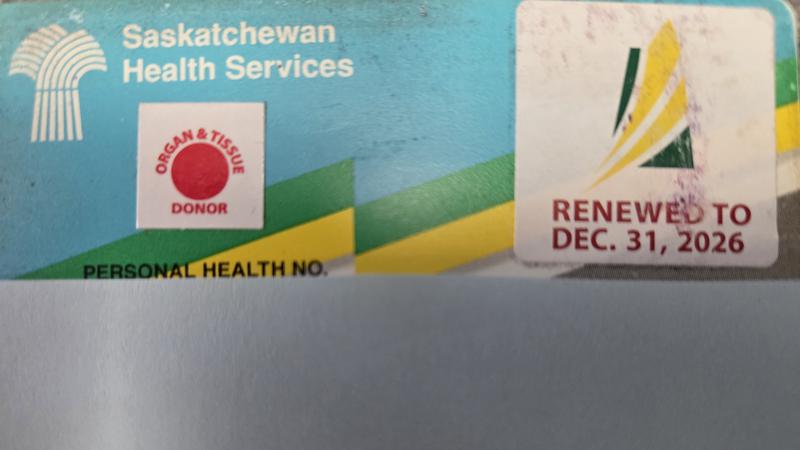 Saskatchewan
Health Services
ORGAN & TISSUE
DONOR
RENEWED TO
DEC. 31, 2026
PERSONAL HEALTH NO.